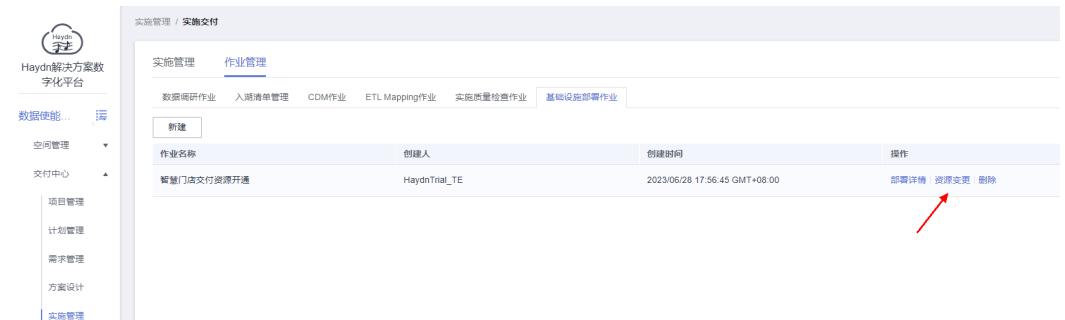 实施管理 / 实施交付
Haydn
Haydn解决方案数
字化平台
数据使能...
空间管理
交付中心
项目管理
计划管理
需求管理
方案设计
实施管理
实施管理 作业管理
数据调研作业 入湖清单管理 CDM作业 ETL Mapping作业 实施质量检查作业 基础设施部署作业
新建
作业名称 创建人 创建时间 操作
智慧门店交付资源开通 HaydnTrial_TE 2023/06/28 17:56:45 GMT+08:00 部署详情 资源变更 删除